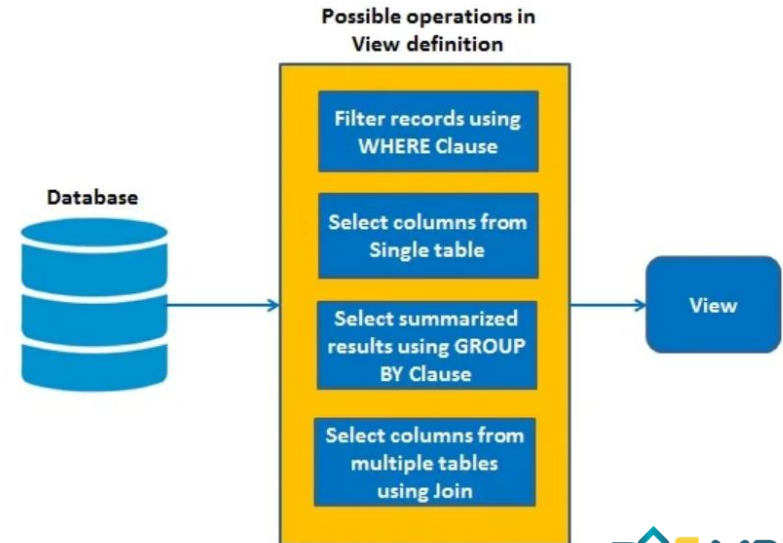 Possible operations in
View definition
Filter records using
WHERE Clause
Database
Select columns from
Single table
Select summarized
results using GROUP
BY Clause
View
Select columns from
multiple tables
using Join